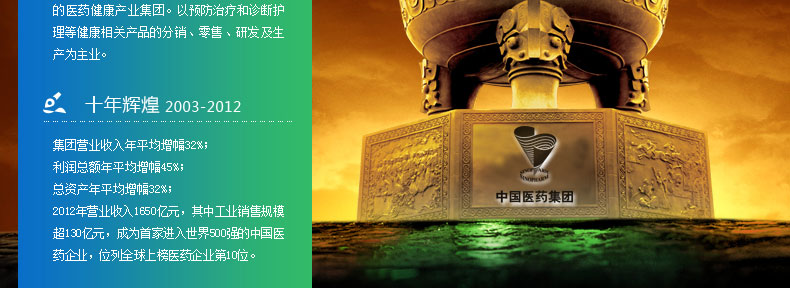 的医药健康产业集团。以预防治疗和诊断护
理等健康相关产品的分销、零售、研发及生
产为主业。
十年辉煌 2003-2012
集团营业收入年平均增幅32%；
利润总额年平均增幅45%；
总资产年平均增幅32%；
2012年营业收入1650亿元，其中工业销售规模
超130亿元，成为首家进入世界500强的中国医
药企业，位列全球上榜医药企业第10位。
SINOPHARM
中国医药集团